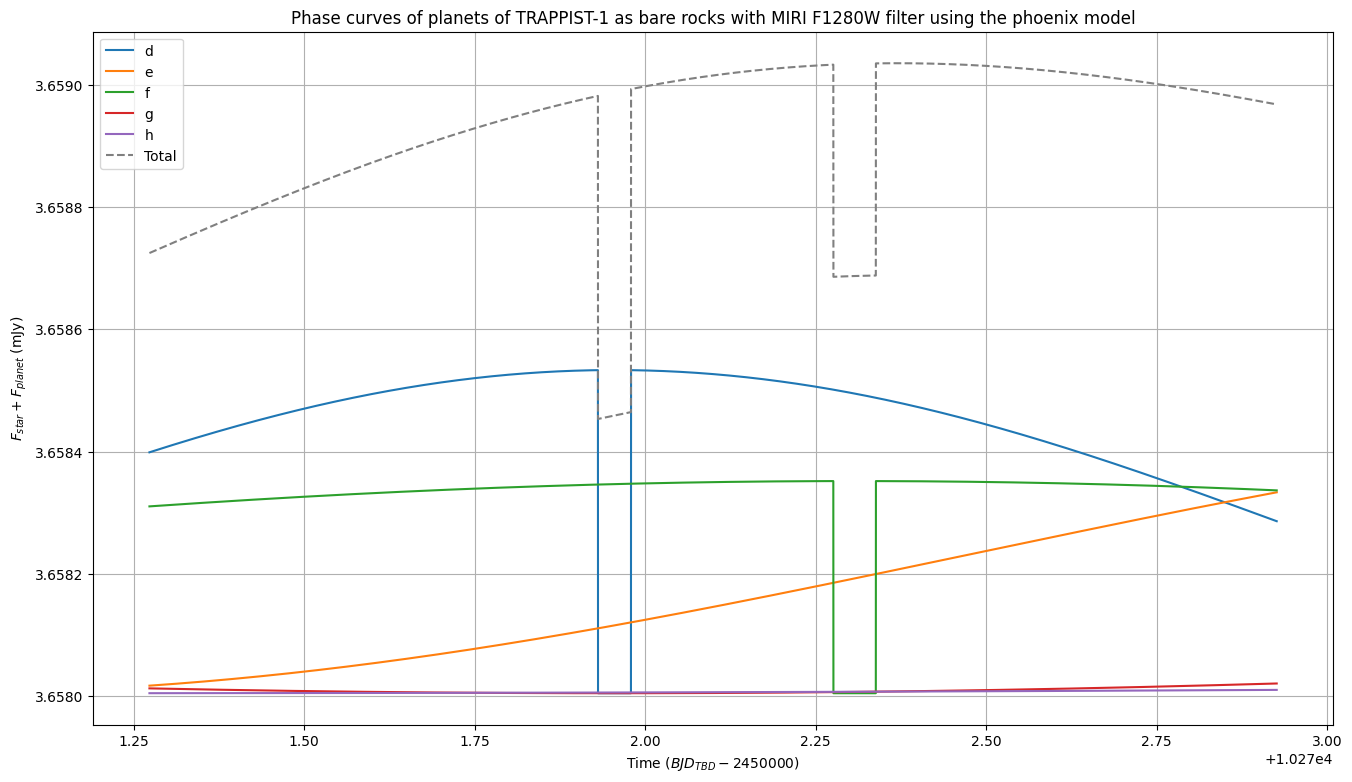 Phase curves of planets of TRAPPIST-1 as bare rocks with MIRI F1280W filter using the phoenix model
d
e
f
g
h
Total
3.6590
3.6588
3.6586
3.6584
3.6582
3.6580
F_{star} + F_{planet} (mJy)
1.25 1.50 1.75 2.00 2.25 2.50 2.75 3.00
+1.027e4
Time (BJD_{TBD} − 2450000)